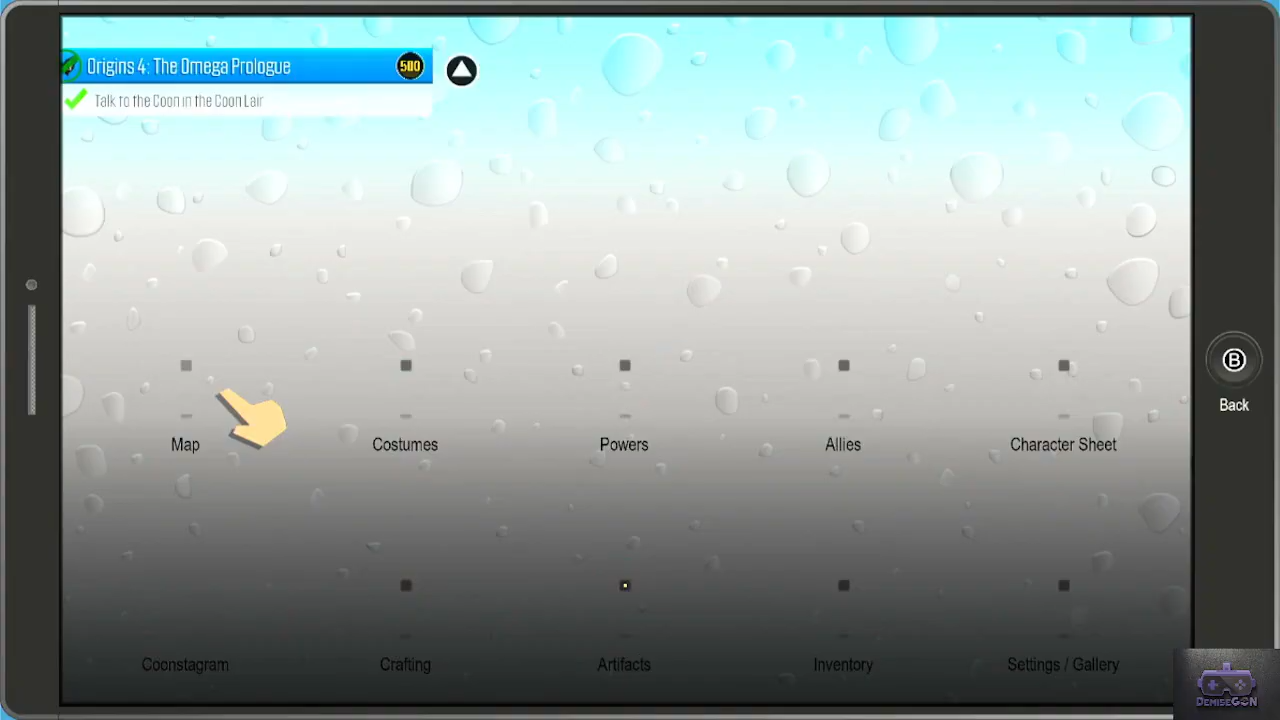 Origins 4: The Omega Prologue 500
Talk to the Coon in the Coon Lair
B
Back
Map Costumes Powers Allies Character Sheet
Coonstagram Crafting Artifacts Inventory Settings / Gallery
DEMISEGON